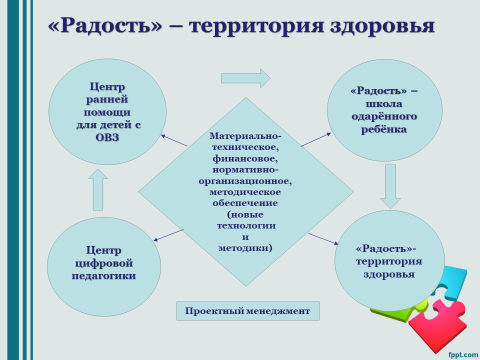 «Радость» – территория здоровья
Центр
ранней
помощи
для детей с
ОВЗ
«Радость» –
школа
одарённого
ребёнка
Материально-
техническое,
финансовое,
нормативно-
организационное,
методическое
обеспечение
(новые
технологии
и
методики)
Центр
цифровой
педагогики
«Радость»-
территория
здоровья
Проектный менеджмент
fppt.com